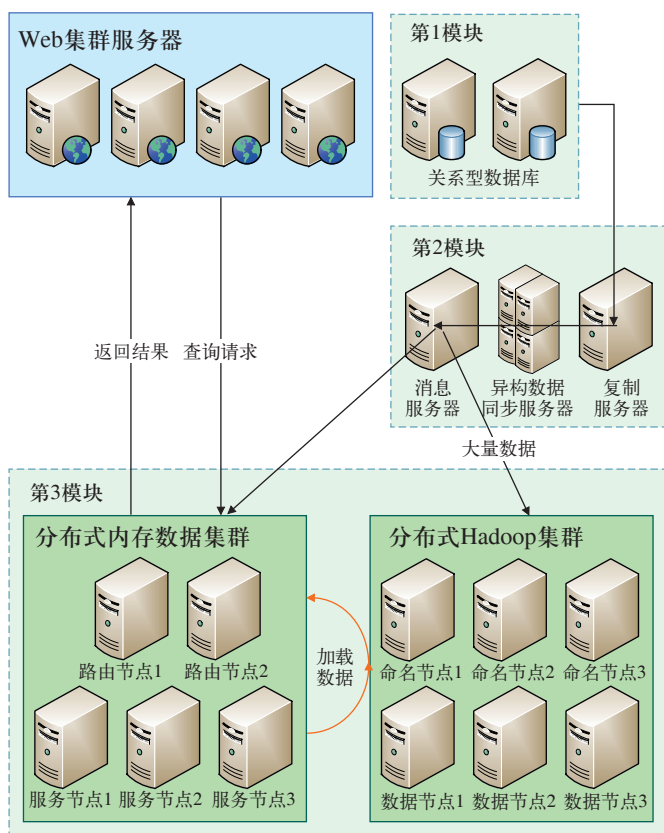 Web集群服务器
第1模块
关系型数据库
第2模块
消息
服务器
异构数据
同步服务器
复制
服务器
返回结果
查询请求
大量数据
第3模块
分布式内存数据集群
路由节点1
路由节点2
服务节点1
服务节点2
服务节点3
加载
数据
分布式Hadoop集群
命名节点1
命名节点2
命名节点3
数据节点1
数据节点2
数据节点3